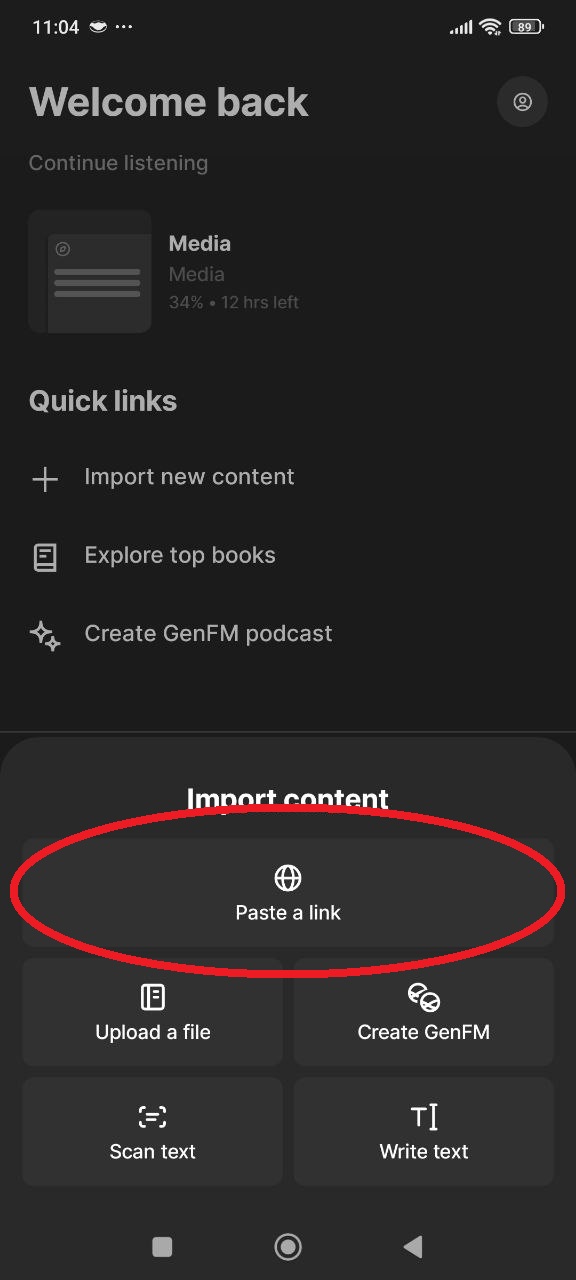 11:04
89
Welcome back
Continue listening
Media
Media
34% • 12 hrs left
Quick links
Import new content
Explore top books
Create GenFM podcast
Import content
Paste a link
Upload a file
Create GenFM
Scan text
Write text